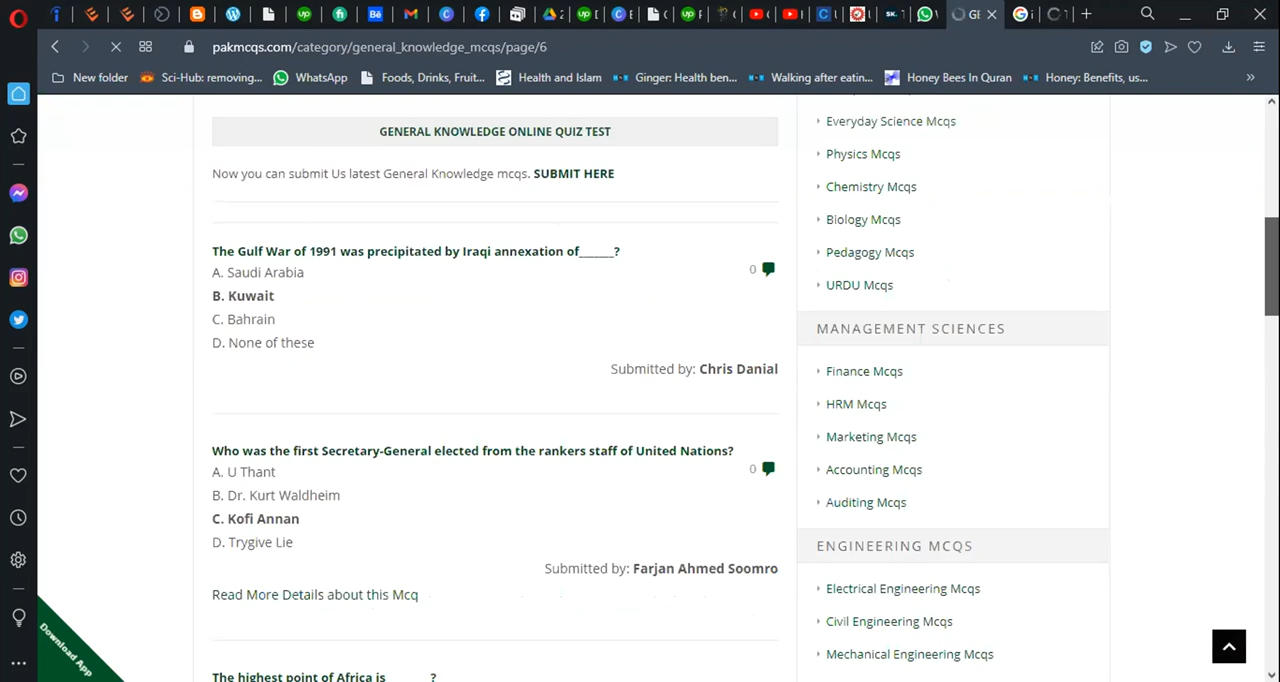 GE
pakmcqs.com/category/general_knowledge_mcqs/page/6
New folder
Sci-Hub: removing...
WhatsApp
Foods, Drinks, Fruit...
Health and Islam
Ginger: Health ben...
Walking after eatin...
Honey Bees In Quran
Honey: Benefits, us...
GENERAL KNOWLEDGE ONLINE QUIZ TEST
Now you can submit Us latest General Knowledge mcqs. SUBMIT HERE
The Gulf War of 1991 was precipitated by Iraqi annexation of______?
A. Saudi Arabia
0
B. Kuwait
C. Bahrain
D. None of these
Submitted by: Chris Danial
Who was the first Secretary-General elected from the rankers staff of United Nations?
A. U Thant
0
B. Dr. Kurt Waldheim
C. Kofi Annan
D. Trygive Lie
Submitted by: Farjan Ahmed Soomro
Read More Details about this Mcq
The highest point of Africa is ______?
Everyday Science Mcqs
Physics Mcqs
Chemistry Mcqs
Biology Mcqs
Pedagogy Mcqs
URDU Mcqs
MANAGEMENT SCIENCES
Finance Mcqs
HRM Mcqs
Marketing Mcqs
Accounting Mcqs
Auditing Mcqs
ENGINEERING MCQS
Electrical Engineering Mcqs
Civil Engineering Mcqs
Mechanical Engineering Mcqs
Download App